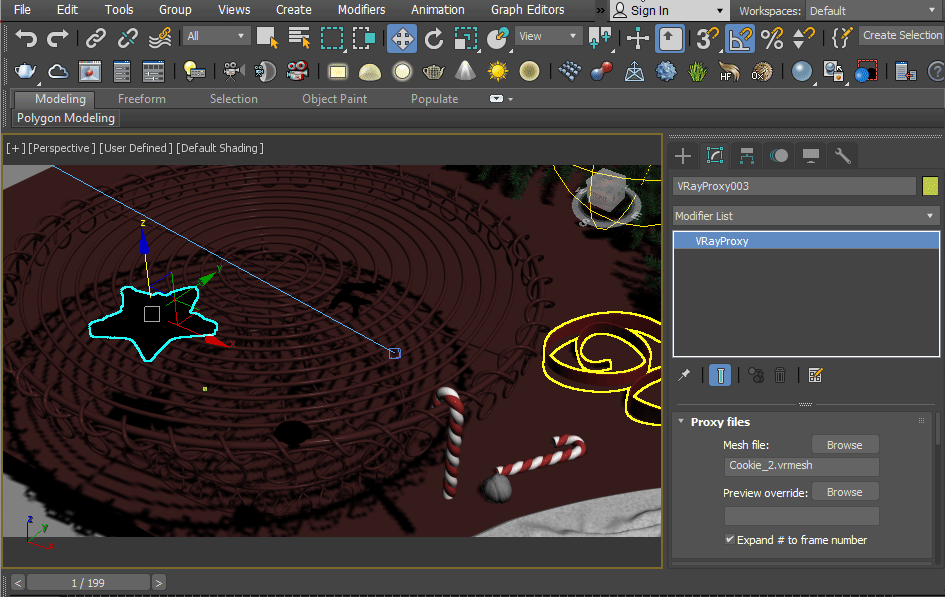 File Edit Tools Group Views Create Modifiers Animation Graph Editors » Sign In Workspaces: Default
All View 3 Create Selection
HF
Modeling Freeform Selection Object Paint Populate
Polygon Modeling
[+] [Perspective] [User Defined] [Default Shading]
VRayProxy003
Modifier List
VRayProxy
z
y
x
Proxy files
Mesh file: Browse
Cookie_2.vrmesh
Preview override: Browse
Expand # to frame number
z
y
x
< 1 / 199 >